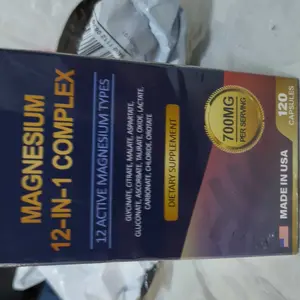 MAGNESIUM
12-IN-1 COMPLEX
12 ACTIVE MAGNESIUM TYPES
GLYCINATE, CITRATE, MALATE, ASPARTATE,
GLUCONATE, ASCORBATE, TAURATE, OXIDE, LACTATE,
CARBONATE, CHLORIDE, OROTATE
DIETARY SUPPLEMENT
700MG
PER SERVING
120
CAPSULES
MADE IN USA